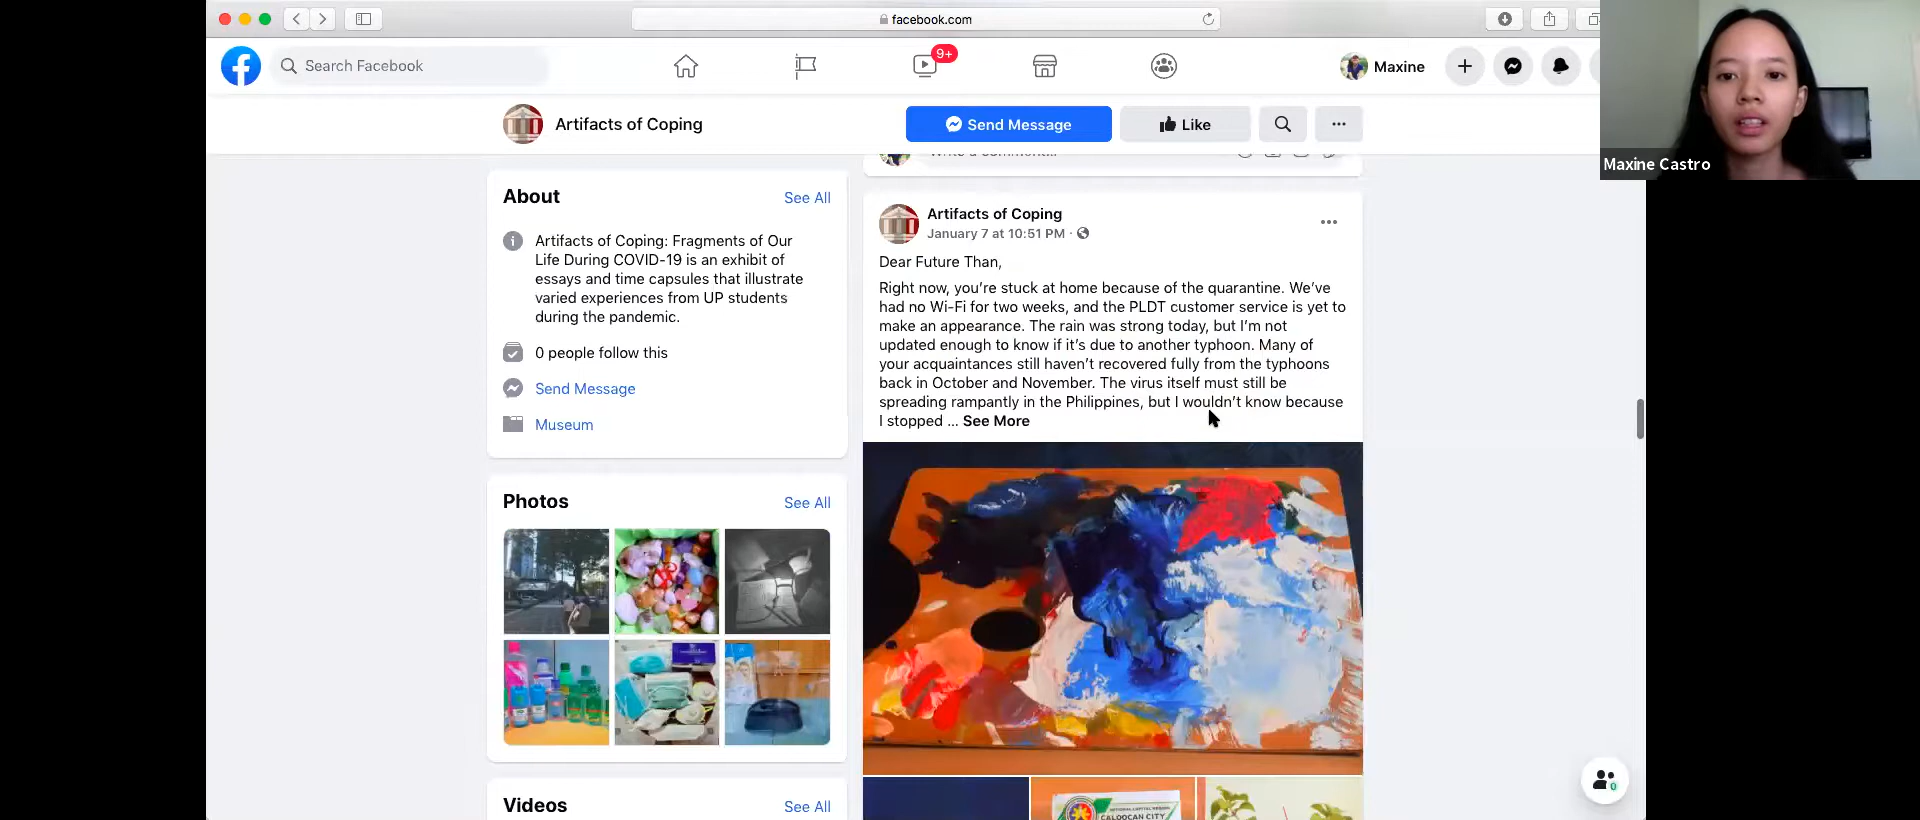 facebook.com
Search Facebook
9+
Maxine
Artifacts of Coping
Send Message
Like
Maxine Castro
About
See All
Artifacts of Coping: Fragments of Our
Life During COVID-19 is an exhibit of
essays and time capsules that illustrate
varied experiences from UP students
during the pandemic.
0 people follow this
Send Message
Museum
Photos
See All
Videos
See All
Write a comment...
Artifacts of Coping
January 7 at 10:51 PM ·
Dear Future Than,
Right now, you’re stuck at home because of the quarantine. We’ve
had no Wi-Fi for two weeks, and the PLDT customer service is yet to
make an appearance. The rain was strong today, but I’m not
updated enough to know if it’s due to another typhoon. Many of
your acquaintances still haven’t recovered fully from the typhoons
back in October and November. The virus itself must still be
spreading rampantly in the Philippines, but I wouldn’t know because
I stopped ... See More
NATIONAL CAPITAL REGION
CALOOCAN CITY
0